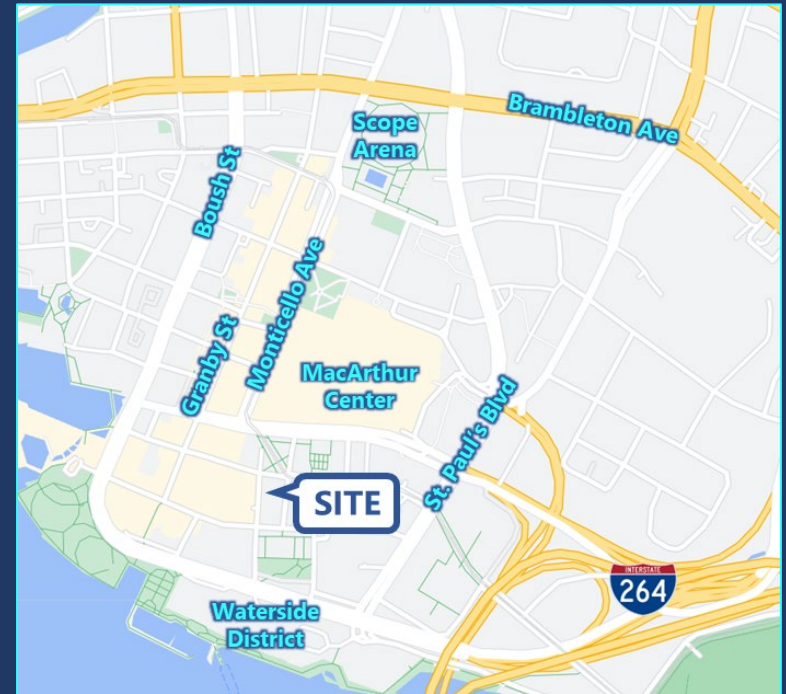 Brambleton Ave
Scope
Arena
Boush St
Monticello Ave
Granby St
MacArthur
Center
St. Paul's Blvd
SITE
INTERSTATE
264
Waterside
District